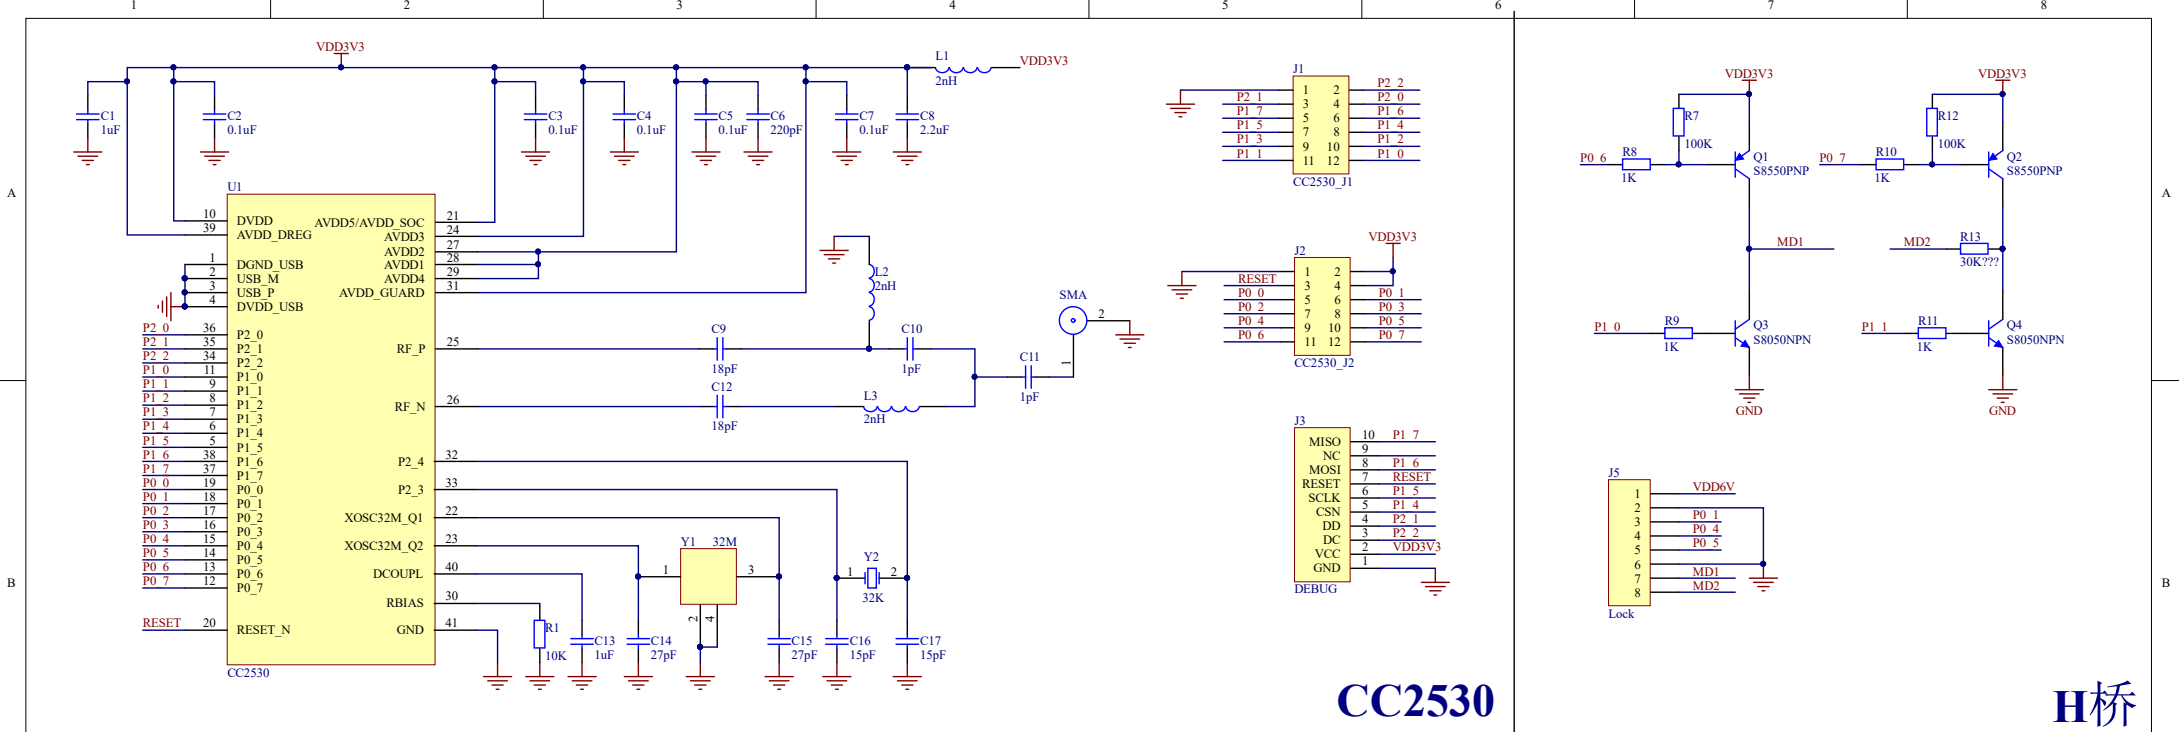 1 2 3 4 5 6 7 8
A A
B B
VDD3V3
L1
2nH
VDD3V3
C1
1uF
C2
0.1uF
C3
0.1uF
C4
0.1uF
C5
0.1uF
C6
220pF
C7
0.1uF
C8
2.2uF
U1
10 DVDD
39 AVDD_DREG
1 DGND_USB
2 USB_M
3 USB_P
4 DVDD_USB
P2_0 36 P2_0
P2_1 35 P2_1
P2_2 34 P2_2
P1_0 11 P1_0
P1_1 9 P1_1
P1_2 8 P1_2
P1_3 7 P1_3
P1_4 6 P1_4
P1_5 5 P1_5
P1_6 38 P1_6
P1_7 37 P1_7
P0_0 19 P0_0
P0_1 18 P0_1
P0_2 17 P0_2
P0_3 16 P0_3
P0_4 15 P0_4
P0_5 14 P0_5
P0_6 13 P0_6
P0_7 12 P0_7
RESET 20 RESET_N
AVDD5/AVDD_SOC 21
AVDD3 24
AVDD2 27
AVDD1 28
AVDD4 29
AVDD_GUARD 31
RF_P 25
RF_N 26
P2_4 32
P2_3 33
XOSC32M_Q1 22
XOSC32M_Q2 23
DCOUPL 40
RBIAS 30
GND 41
CC2530
L2
2nH
C9
18pF
C10
1pF
C12
18pF
L3
2nH
C11
1pF
SMA
2
1
Y1 32M
1 3
2 4
Y2
1 2
32K
R1
10K
C13
1uF
C14
27pF
C15
27pF
C16
15pF
C17
15pF
J1
1 2 P2_2
P2_1 3 4 P2_0
P1_7 5 6 P1_6
P1_5 7 8 P1_4
P1_3 9 10 P1_2
P1_1 11 12 P1_0
CC2530_J1
VDD3V3
J2
1 2
RESET 3 4
P0_0 5 6 P0_1
P0_2 7 8 P0_3
P0_4 9 10 P0_5
P0_6 11 12 P0_7
CC2530_J2
J3
MISO 10 P1_7
NC 9
MOSI 8 P1_6
RESET 7 RESET
SCLK 6 P1_5
CSN 5 P1_4
DD 4 P2_1
DC 3 P2_2
VCC 2 VDD3V3
GND 1
DEBUG
CC2530
VDD3V3
R7
100K
P0_6
R8
1K
Q1
S8550PNP
MD1
P1_0
R9
1K
Q3
S8050NPN
GND
VDD3V3
R12
100K
P0_7
R10
1K
Q2
S8550PNP
MD2
R13
30K???
P1_1
R11
1K
Q4
S8050NPN
GND
J5
1 VDD6V
2
3 P0_1
4 P0_4
5 P0_5
6
7 MD1
8 MD2
Lock
H桥